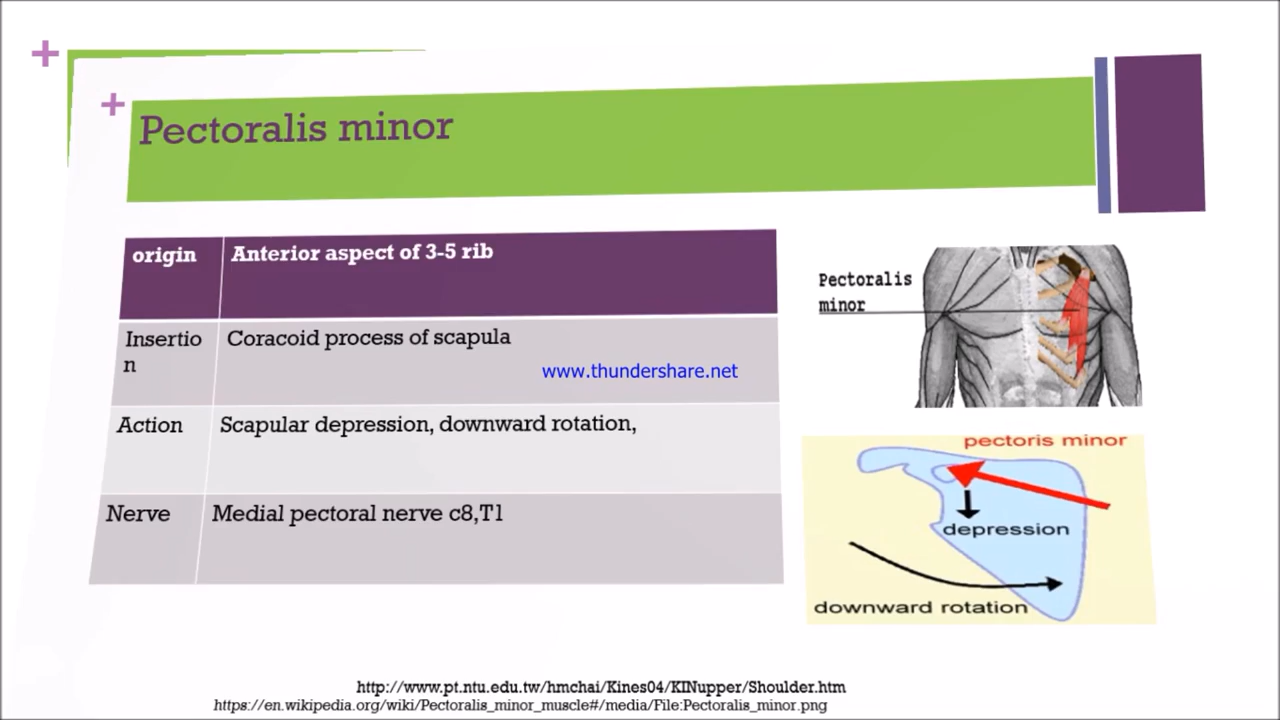 +
+
Pectoralis minor
origin
Anterior aspect of 3-5 rib
Insertio
n
Coracoid process of scapula
www.thundershare.net
Action
Scapular depression, downward rotation,
Nerve
Medial pectoral nerve c8,T1
Pectoralis
minor
pectoris minor
depression
downward rotation
http://www.pt.ntu.edu.tw/hmchai/Kines04/KINupper/Shoulder.htm
https://en.wikipedia.org/wiki/Pectoralis_minor_muscle#/media/File:Pectoralis_minor.png